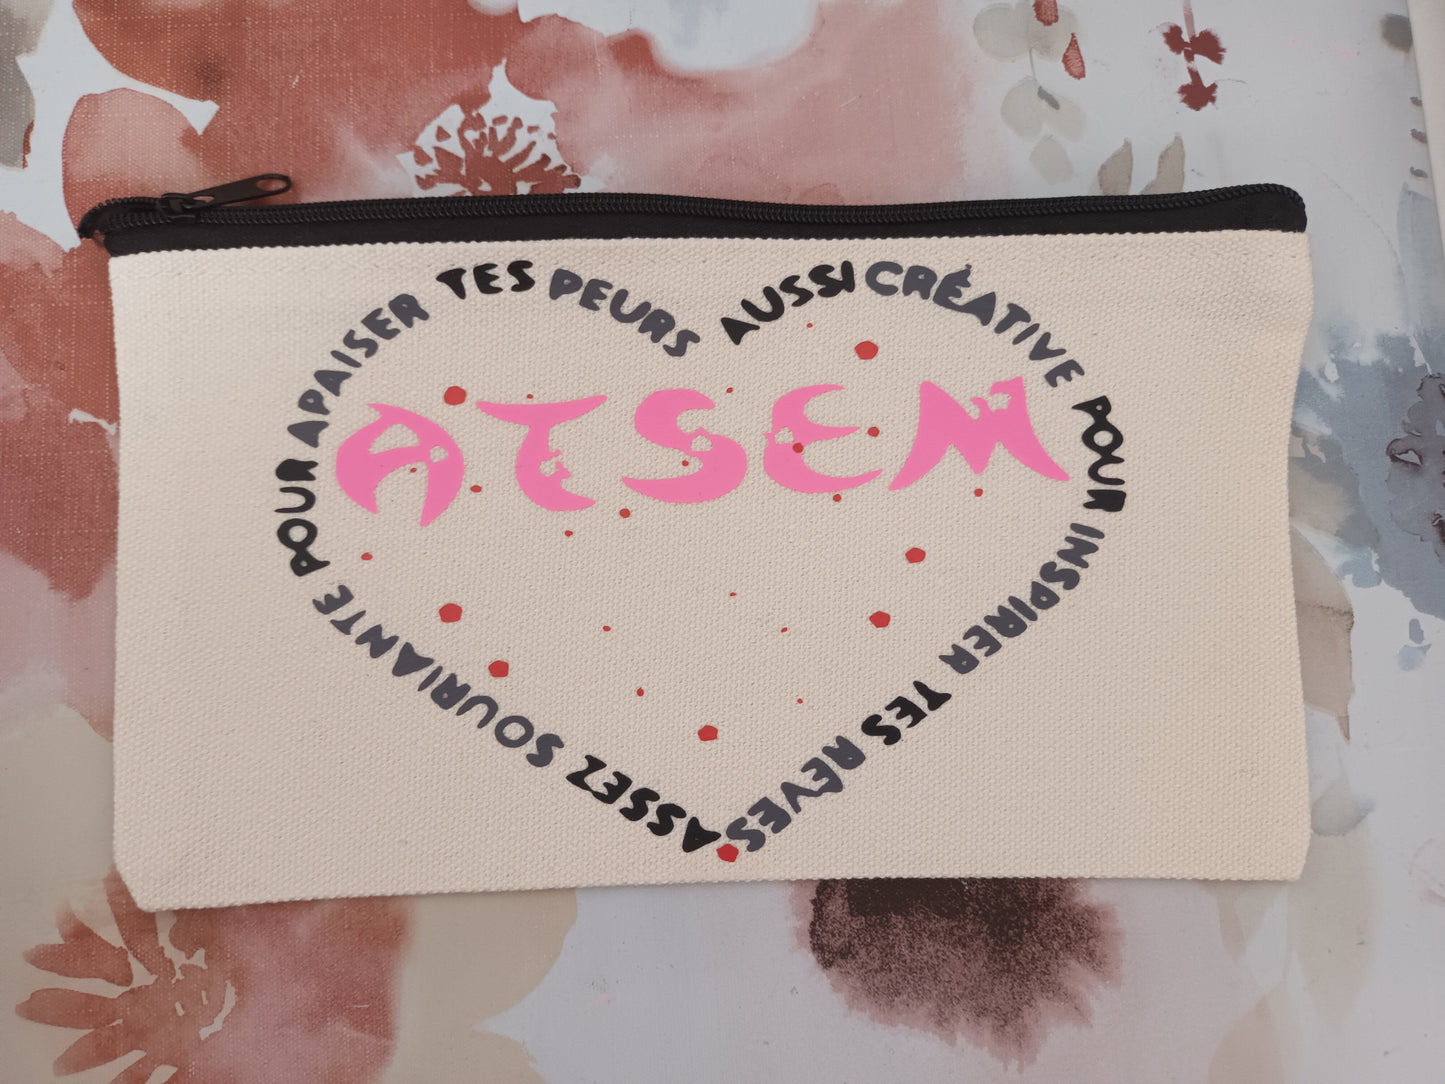 ASSEZ SOURIANTE POUR APAISER TES PEURS
AUSSI CRÉATIVE POUR INSPIRER TES RÊVES
ATSEM